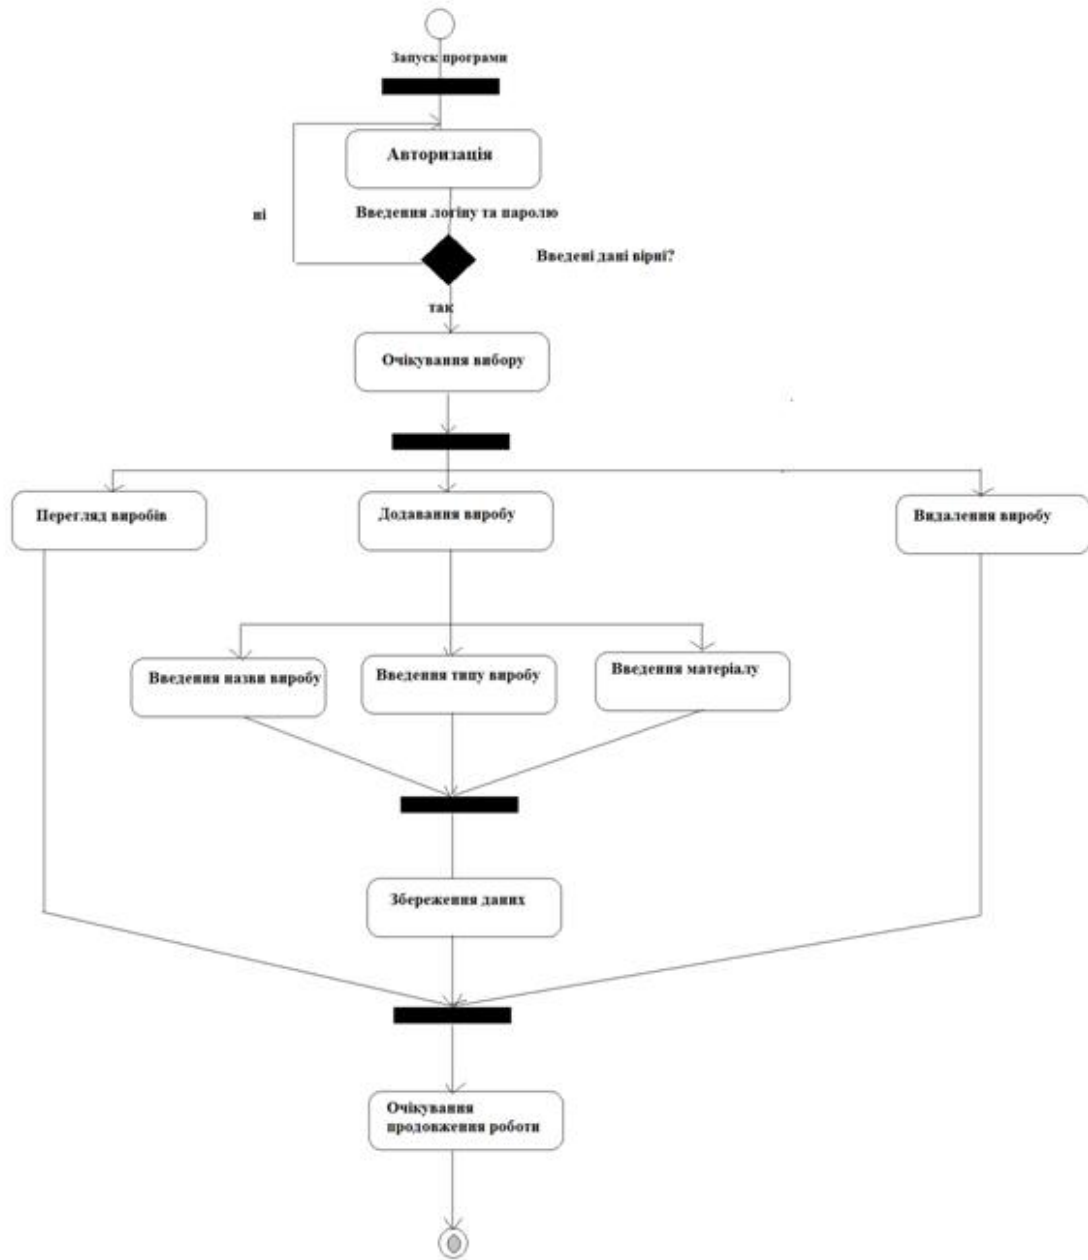 Запуск програми
Авторизація
ні
Введення логіну та паролю
Введені дані вірні?
так
Очікування вибору
Перегляд виробів
Додавання виробу
Видалення виробу
Введення назви виробу
Введення типу виробу
Введення матеріалу
Збереження даних
Очікування
продовження роботи